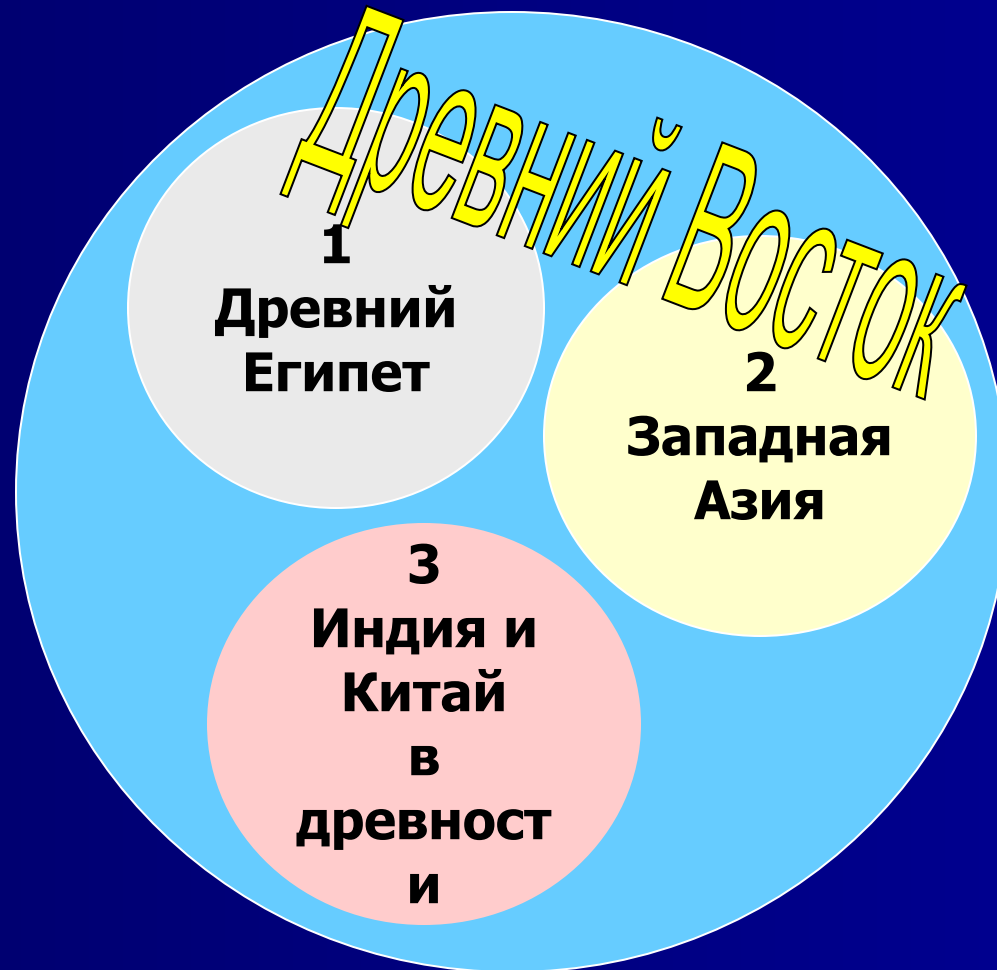 Древний Восток
1
Древний
Египет
2
Западная
Азия
3
Индия и
Китай
в
древност
и